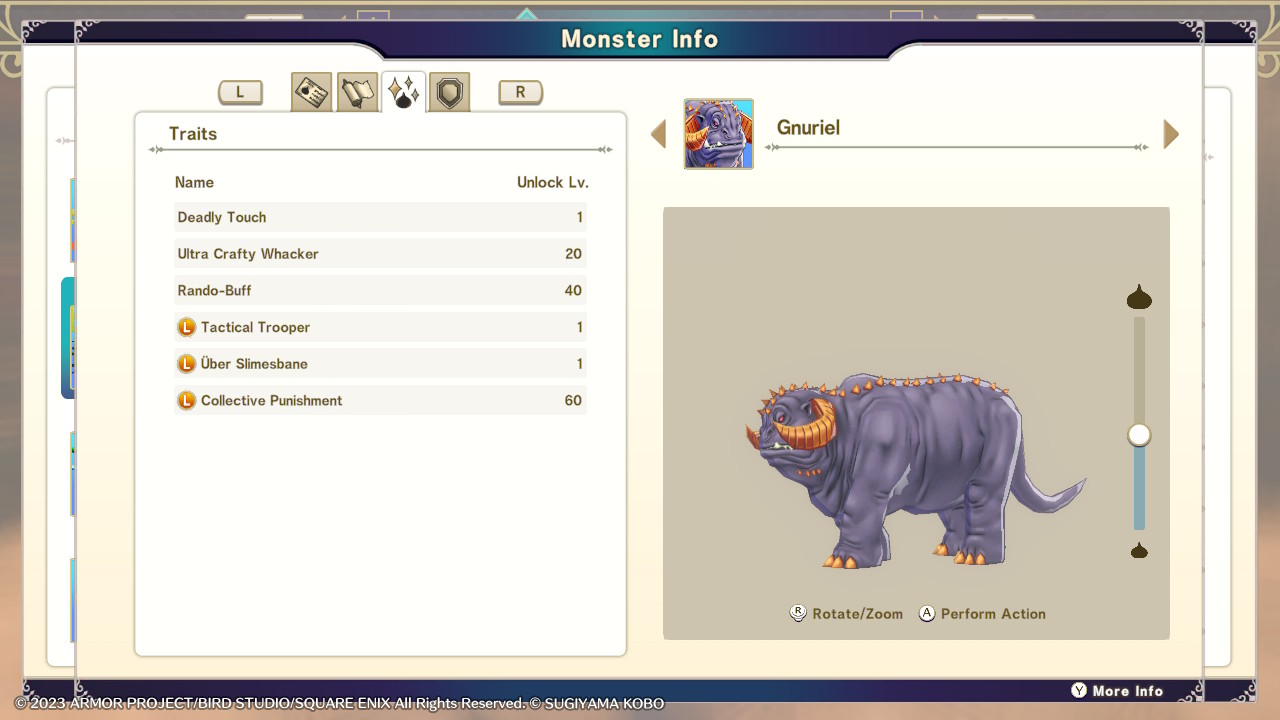 Monster Info
L
R
Traits
Gnuriel
Name Unlock Lv.
Deadly Touch 1
Ultra Crafty Whacker 20
Rando-Buff 40
L Tactical Trooper 1
L Über Slimesbane 1
L Collective Punishment 60
R Rotate/Zoom A Perform Action
Y More Info
© 2023 ARMOR PROJECT/BIRD STUDIO/SQUARE ENIX All Rights Reserved. © SUGIYAMA KOBO